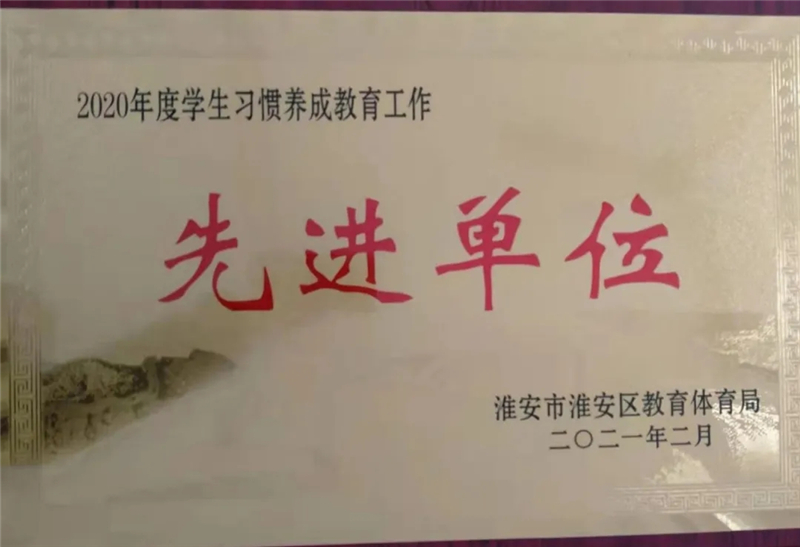 2020年度学生习惯养成教育工作
先进单位
淮安市淮安区教育体育局
二〇二一年二月